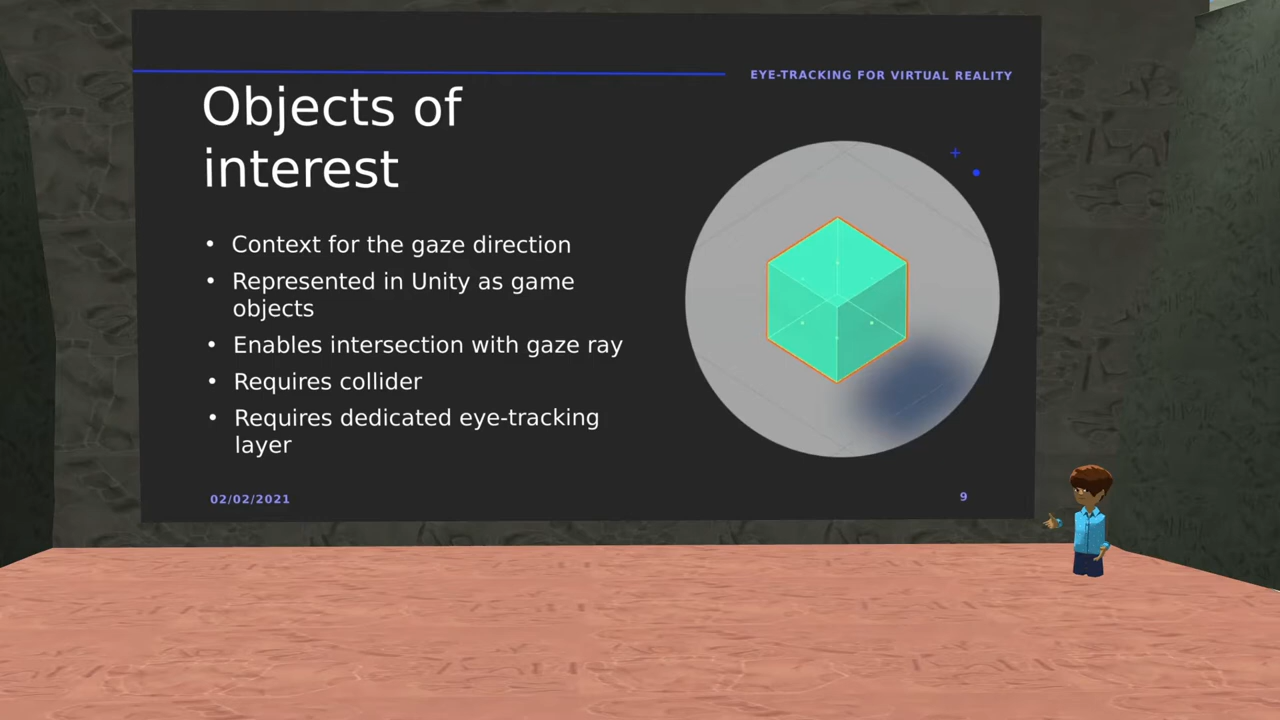 EYE-TRACKING FOR VIRTUAL REALITY
Objects of
interest
• Context for the gaze direction
• Represented in Unity as game
objects
• Enables intersection with gaze ray
• Requires collider
• Requires dedicated eye-tracking
layer
02/02/2021
9